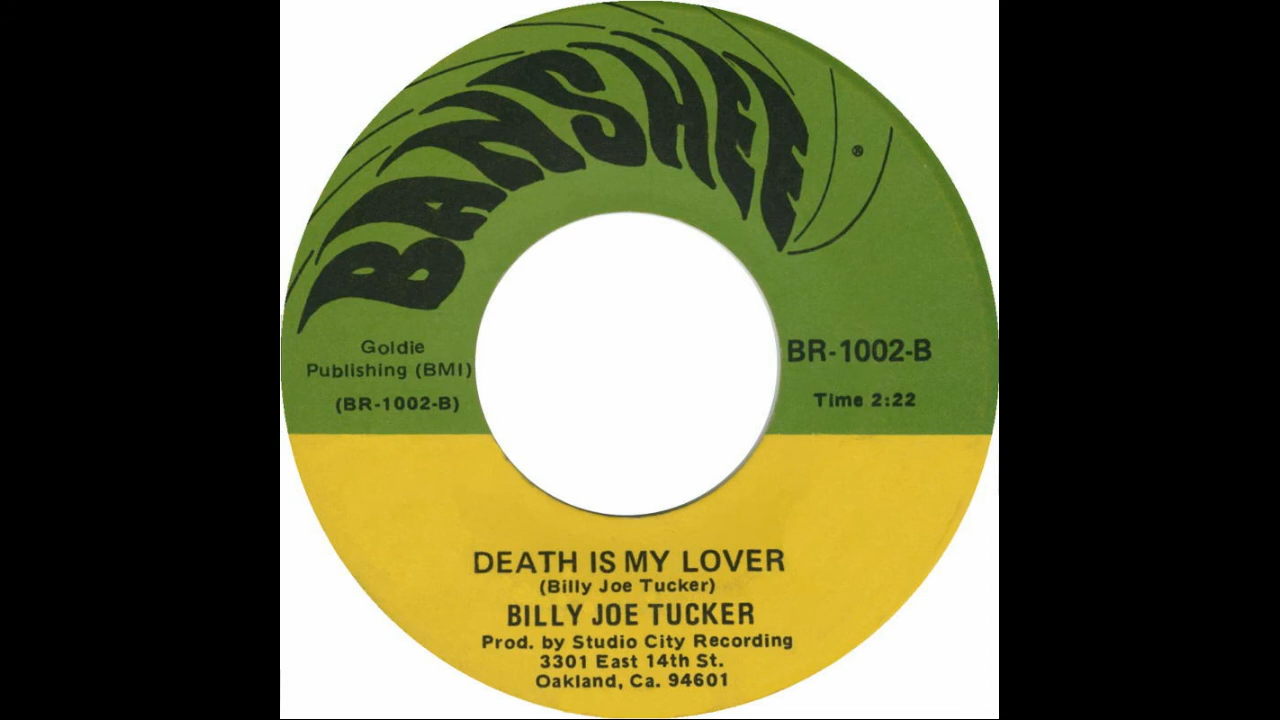 BANSHEE
®
Goldie
Publishing (BMI)
(BR-1002-B)
BR-1002-B
Time 2:22
DEATH IS MY LOVER
(Billy Joe Tucker)
BILLY JOE TUCKER
Prod. by Studio City Recording
3301 East 14th St.
Oakland, Ca. 94601